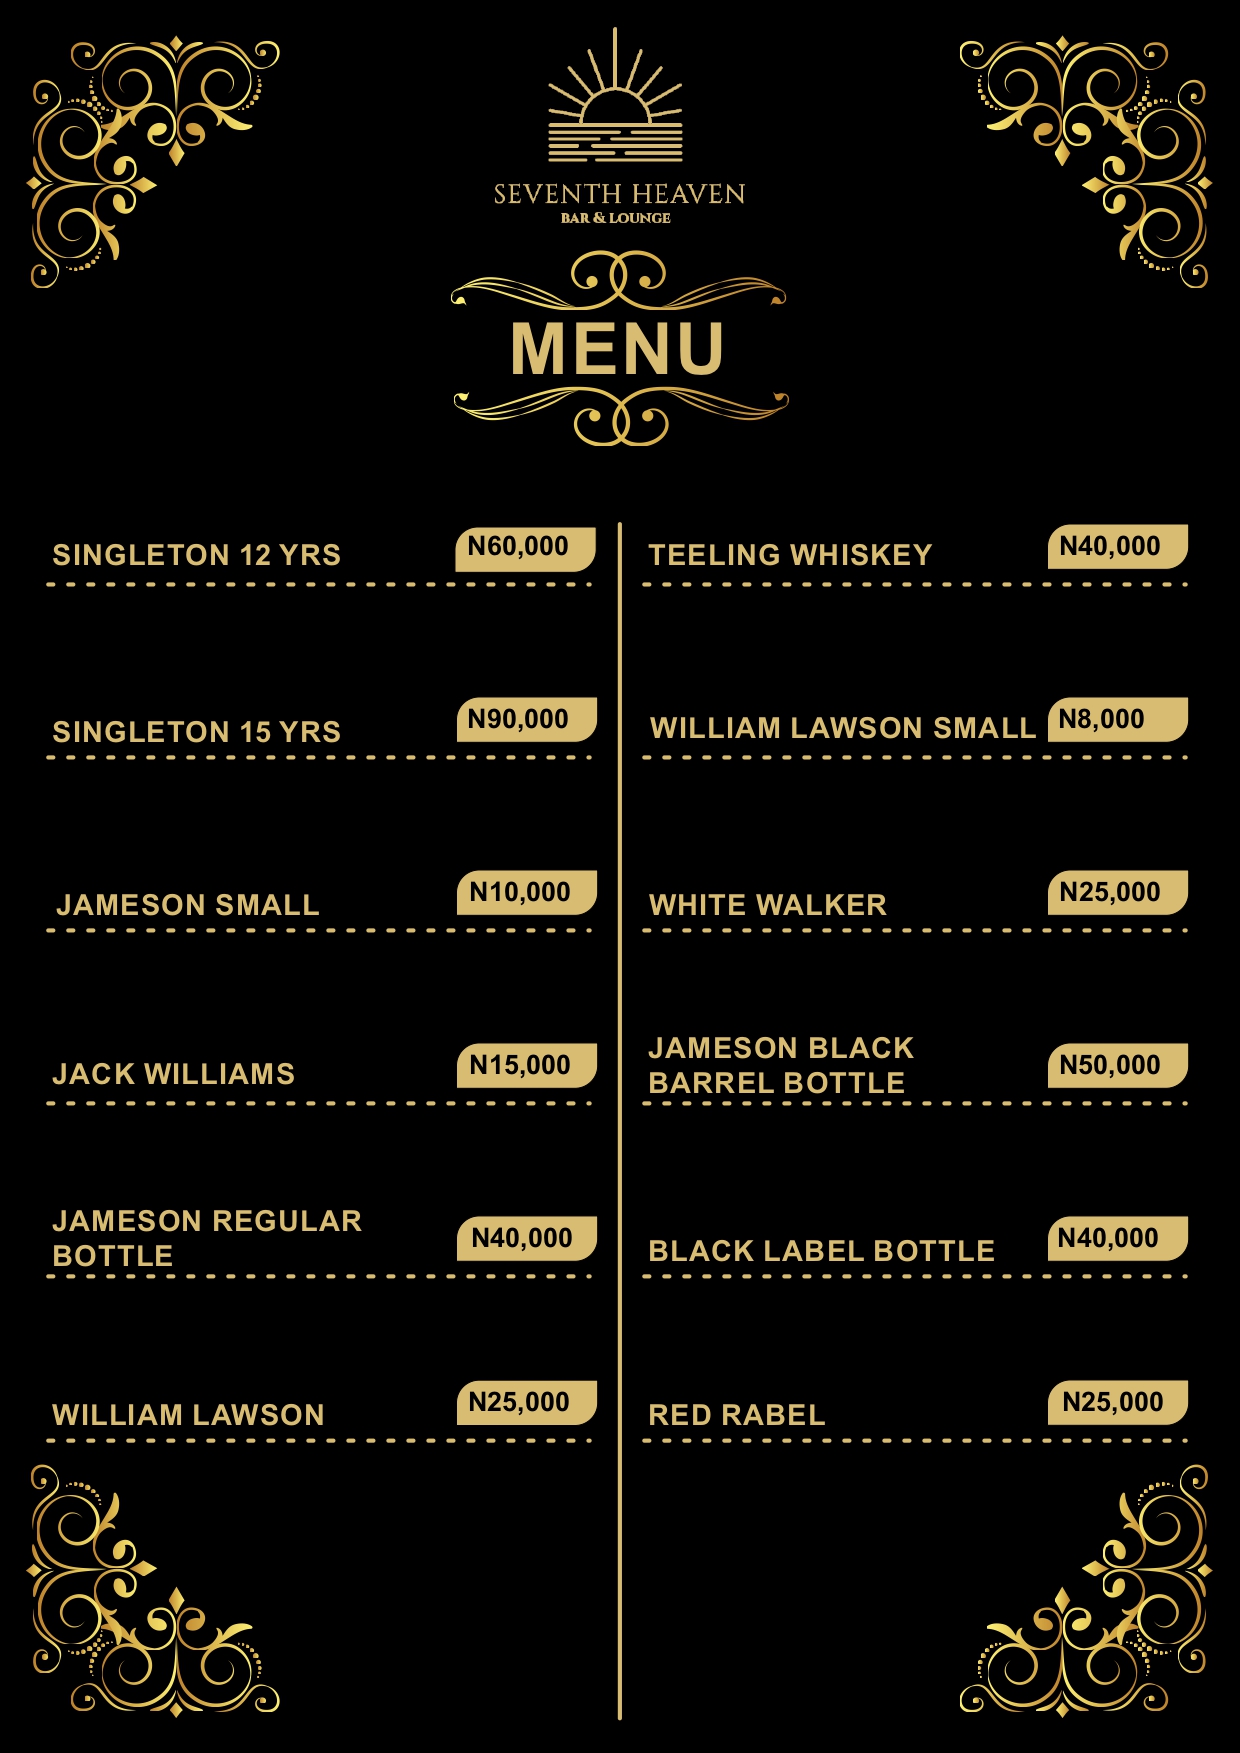 SEVENTH HEAVEN
BAR & LOUNGE
MENU
SINGLETON 12 YRS N60,000
SINGLETON 15 YRS N90,000
JAMESON SMALL N10,000
JACK WILLIAMS N15,000
JAMESON REGULAR
BOTTLE N40,000
WILLIAM LAWSON N25,000
TEELING WHISKEY N40,000
WILLIAM LAWSON SMALL N8,000
WHITE WALKER N25,000
JAMESON BLACK
BARREL BOTTLE N50,000
BLACK LABEL BOTTLE N40,000
RED RABEL N25,000